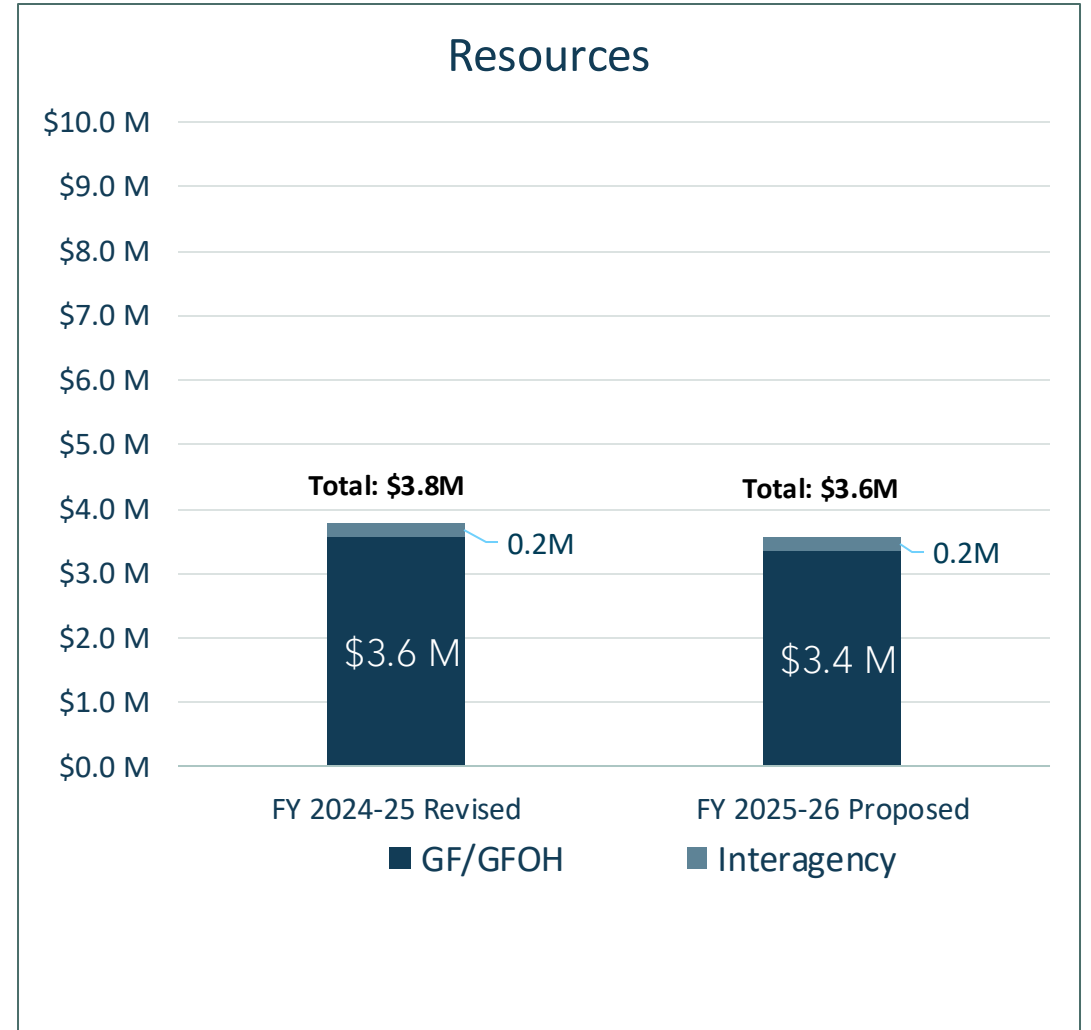 Resources
$10.0 M
$9.0 M
$8.0 M
$7.0 M
$6.0 M
$5.0 M
$4.0 M
$3.0 M
$2.0 M
$1.0 M
$0.0 M
Total: $3.8M
Total: $3.6M
0.2M
0.2M
$3.6 M
$3.4 M
FY 2024-25 Revised
FY 2025-26 Proposed
GF/GFOH
Interagency